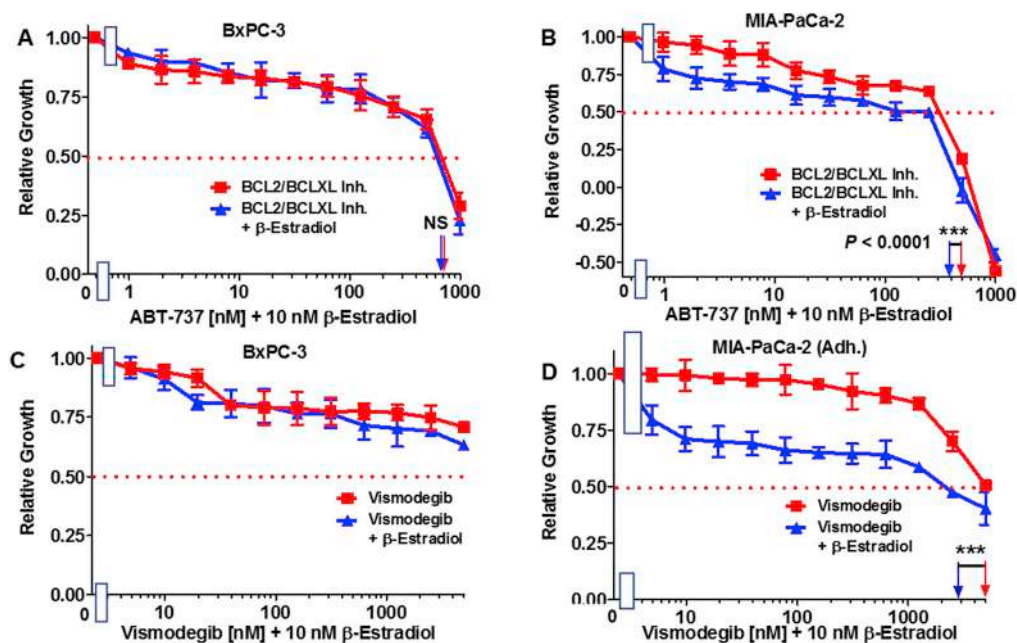 A
BxPC-3
Relative Growth
1.00
0.75
0.50
0.25
0.00
BCL2/BCLXL Inh.
BCL2/BCLXL Inh.
+ β-Estradiol
NS
0 1 10 100 1000
ABT-737 [nM] + 10 nM β-Estradiol
B
MIA-PaCa-2
Relative Growth
1.00
0.75
0.50
0.25
0.00
-0.25
-0.50
BCL2/BCLXL Inh.
BCL2/BCLXL Inh.
+ β-Estradiol
***
P < 0.0001
0 1 10 100 1000
ABT-737 [nM] + 10 nM β-Estradiol
C
BxPC-3
Relative Growth
1.00
0.75
0.50
0.25
0.00
Vismodegib
Vismodegib
+ β-Estradiol
0 10 100 1000
Vismodegib [nM] + 10 nM β-Estradiol
D
MIA-PaCa-2 (Adh.)
Relative Growth
1.00
0.75
0.50
0.25
0.00
Vismodegib
Vismodegib
+ β-Estradiol
***
0 10 100 1000
Vismodegib [nM] + 10 nM β-Estradiol